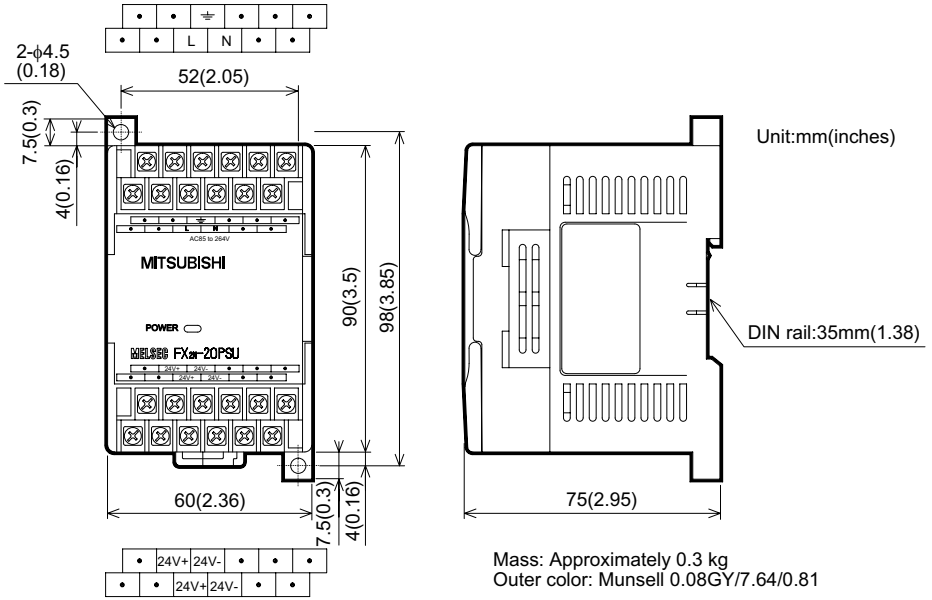 L N
2-ϕ4.5
(0.18)
52(2.05)
7.5(0.3)
4(0.16)
Unit:mm(inches)
L N
AC85 to 264V
MITSUBISHI
90(3.5)
98(3.85)
POWER
DIN rail:35mm(1.38)
MELSEC FX2N-20PSU
24V+ 24V-
24V+ 24V-
60(2.36)
7.5(0.3)
4(0.16)
75(2.95)
24V+ 24V-
24V+ 24V-
Mass: Approximately 0.3 kg
Outer color: Munsell 0.08GY/7.64/0.81